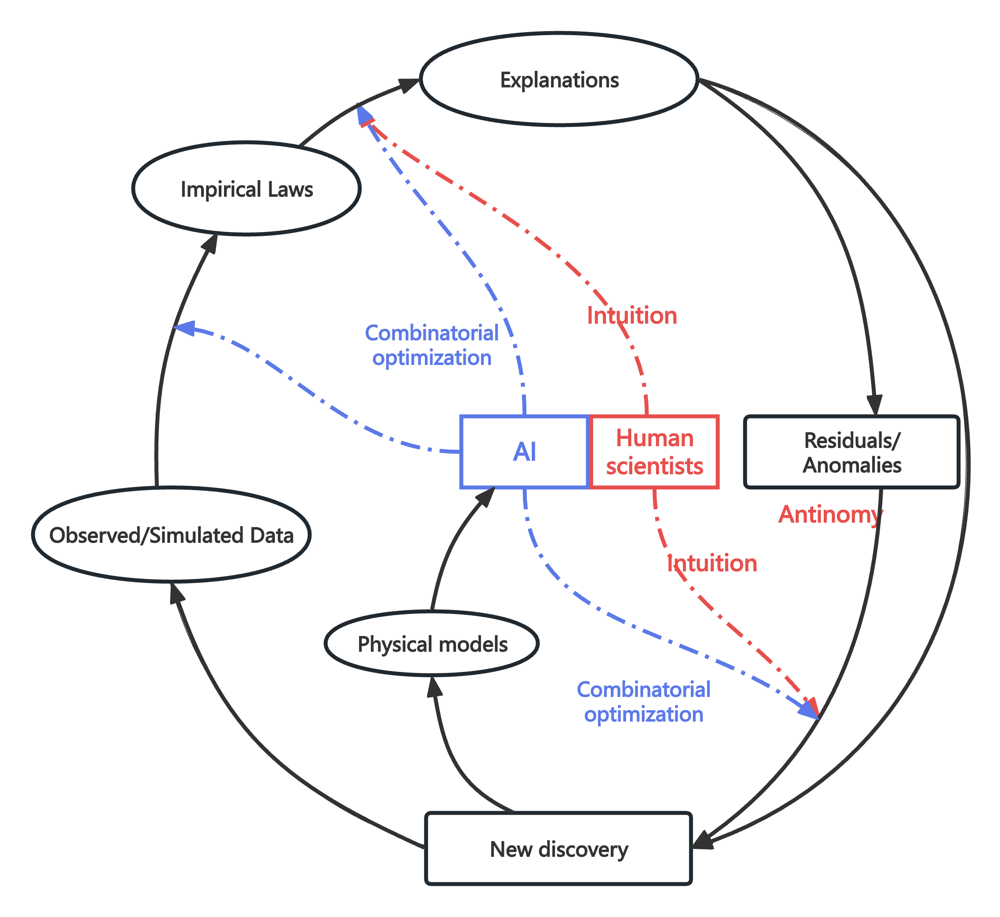 Explanations
Impirical Laws
Intuition
Combinatorial
optimization
AI
Human
scientists
Residuals/
Anomalies
Antinomy
Observed/Simulated Data
Intuition
Physical models
Combinatorial
optimization
New discovery